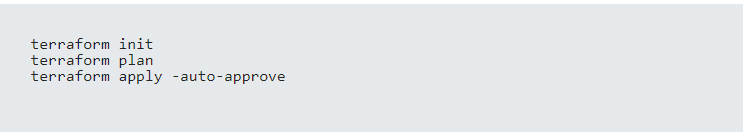 terraform init
terraform plan
terraform apply -auto-approve